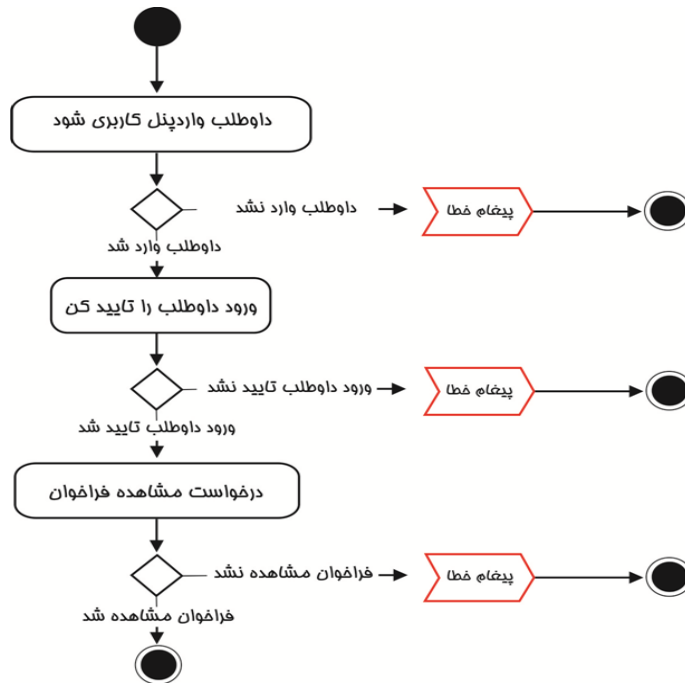 داوطلب واردپنل کاربری شود
داوطلب وارد نشد
پیغام خطا
داوطلب وارد شد
ورود داوطلب را تایید کن
ورود داوطلب تایید نشد
پیغام خطا
ورود داوطلب تایید شد
درخواست مشاهده فراخوان
فراخوان مشاهده نشد
پیغام خطا
فراخوان مشاهده شد